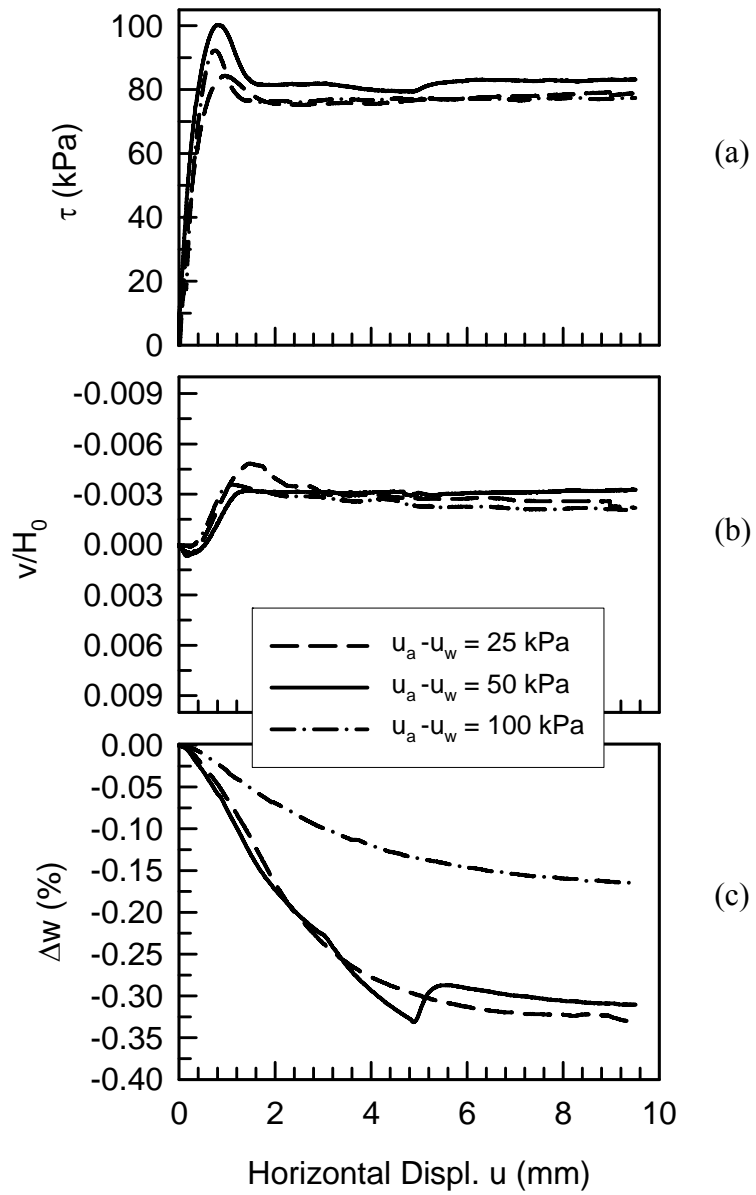 100
80
60
40
20
0
τ (kPa)
(a)
-0.009
-0.006
-0.003
0.000
0.003
0.006
0.009
v/H₀
(b)
uₐ -u_w = 25 kPa
uₐ -u_w = 50 kPa
uₐ -u_w = 100 kPa
0.00
-0.05
-0.10
-0.15
-0.20
-0.25
-0.30
-0.35
-0.40
Δw (%)
(c)
0 2 4 6 8 10
Horizontal Displ. u (mm)